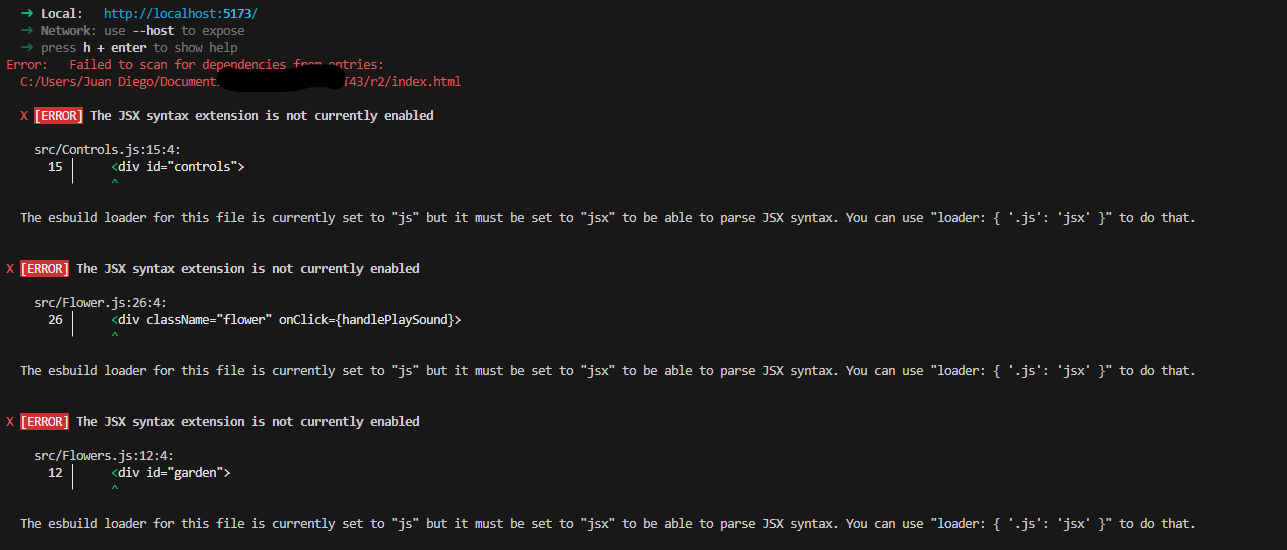 ➜ Local: http://localhost:5173/
➜ Network: use --host to expose
➜ press h + enter to show help
Error: Failed to scan for dependencies from entries:
C:/Users/Juan Diego/Document 43/r2/index.html
X [ERROR] The JSX syntax extension is not currently enabled
src/Controls.js:15:4:
15 │ <div id="controls">
^
The esbuild loader for this file is currently set to "js" but it must be set to "jsx" to be able to parse JSX syntax. You can use "loader: { '.js': 'jsx' }" to do that.
X [ERROR] The JSX syntax extension is not currently enabled
src/Flower.js:26:4:
26 │ <div className="flower" onClick={handlePlaySound}>
^
The esbuild loader for this file is currently set to "js" but it must be set to "jsx" to be able to parse JSX syntax. You can use "loader: { '.js': 'jsx' }" to do that.
X [ERROR] The JSX syntax extension is not currently enabled
src/Flowers.js:12:4:
12 │ <div id="garden">
^
The esbuild loader for this file is currently set to "js" but it must be set to "jsx" to be able to parse JSX syntax. You can use "loader: { '.js': 'jsx' }" to do that.